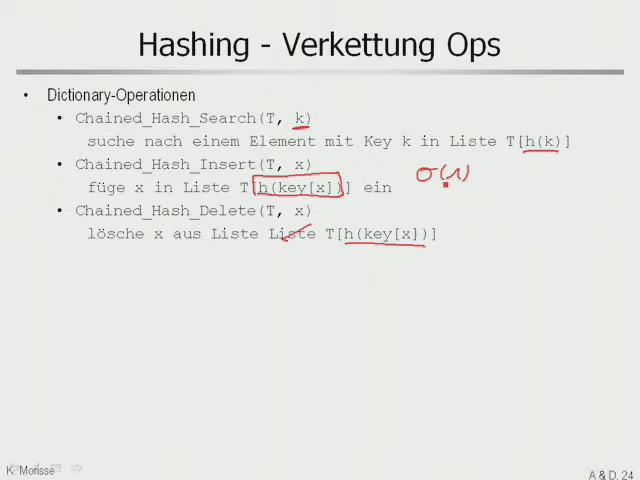 Hashing - Verkettung Ops
• Dictionary-Operationen
• Chained_Hash_Search(T, k)
suche nach einem Element mit Key k in Liste T[h(k)]
• Chained_Hash_Insert(T, x)
füge x in Liste T[h(key[x])] ein
O(1)
• Chained_Hash_Delete(T, x)
lösche x aus Liste Liste T[h(key[x])]
K. Morisse
A & D, 24